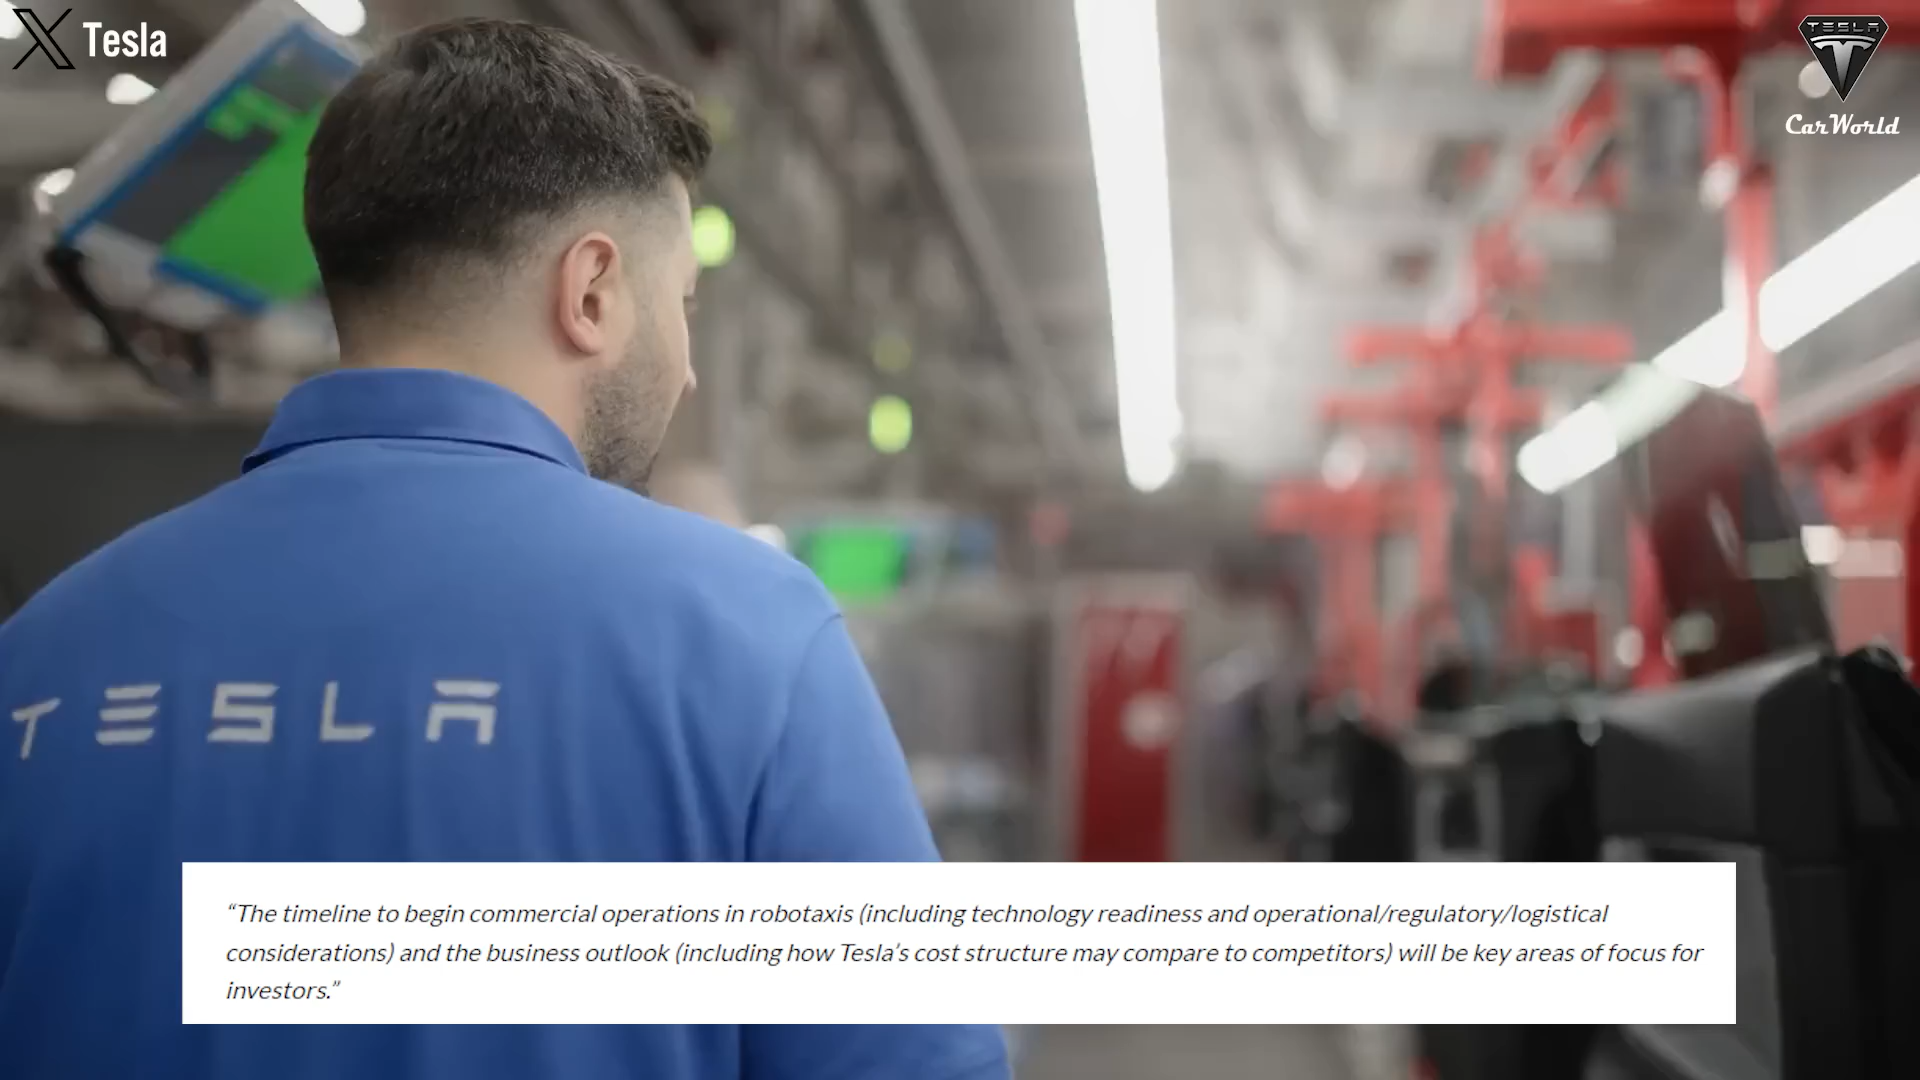 X Tesla
TESLA
CarWorld
TESLA
“The timeline to begin commercial operations in robotaxis (including technology readiness and operational/regulatory/logistical
considerations) and the business outlook (including how Tesla’s cost structure may compare to competitors) will be key areas of focus for
investors.”